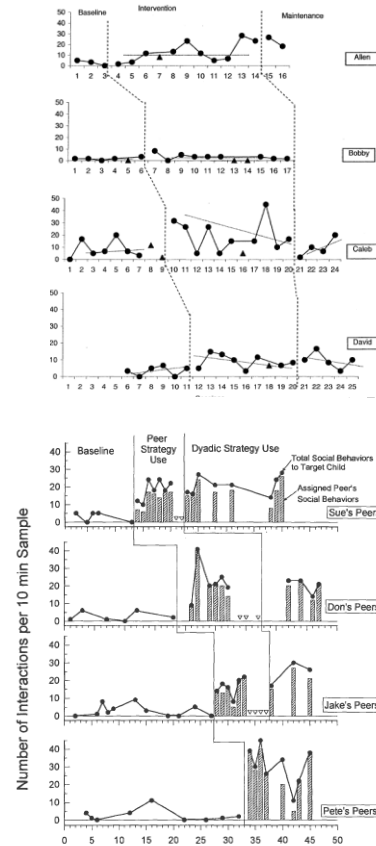 Baseline
Intervention
Maintenance
50
40
30
20
10
0
1 2 3 4 5 6 7 8 9 10 11 12 13 14 15 16
Allen
50
40
30
20
10
0
1 2 3 4 5 6 7 8 9 10 11 12 13 14 15 16 17
Bobby
50
40
30
20
10
0
1 2 3 4 5 6 7 8 9 10 11 12 13 14 15 16 17 18 19 20 21 22 23 24
Caleb
50
40
30
20
10
0
1 2 3 4 5 6 7 8 9 10 11 12 13 14 15 16 17 18 19 20 21 22 23 24 25
David
Number of Interactions per 10 min Sample
Baseline
Peer
Strategy
Use
Dyadic Strategy Use
Total Social Behaviors
to Target Child
Assigned Peer's
Social Behaviors
40
30
20
10
0
Sue's Peers
40
30
20
10
0
Don's Peers
40
30
20
10
0
Jake's Peers
40
30
20
10
0
Pete's Peers
0 5 10 15 20 25 30 35 40 45 50